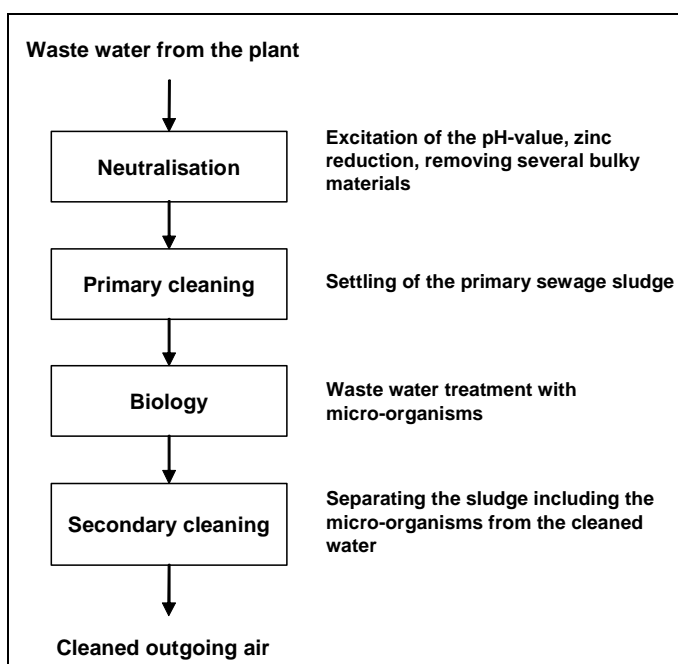 Waste water from the plant
Neutralisation
Excitation of the pH-value, zinc
reduction, removing several bulky
materials
Primary cleaning
Settling of the primary sewage sludge
Biology
Waste water treatment with
micro-organisms
Secondary cleaning
Separating the sludge including the
micro-organisms from the cleaned
water
Cleaned outgoing air